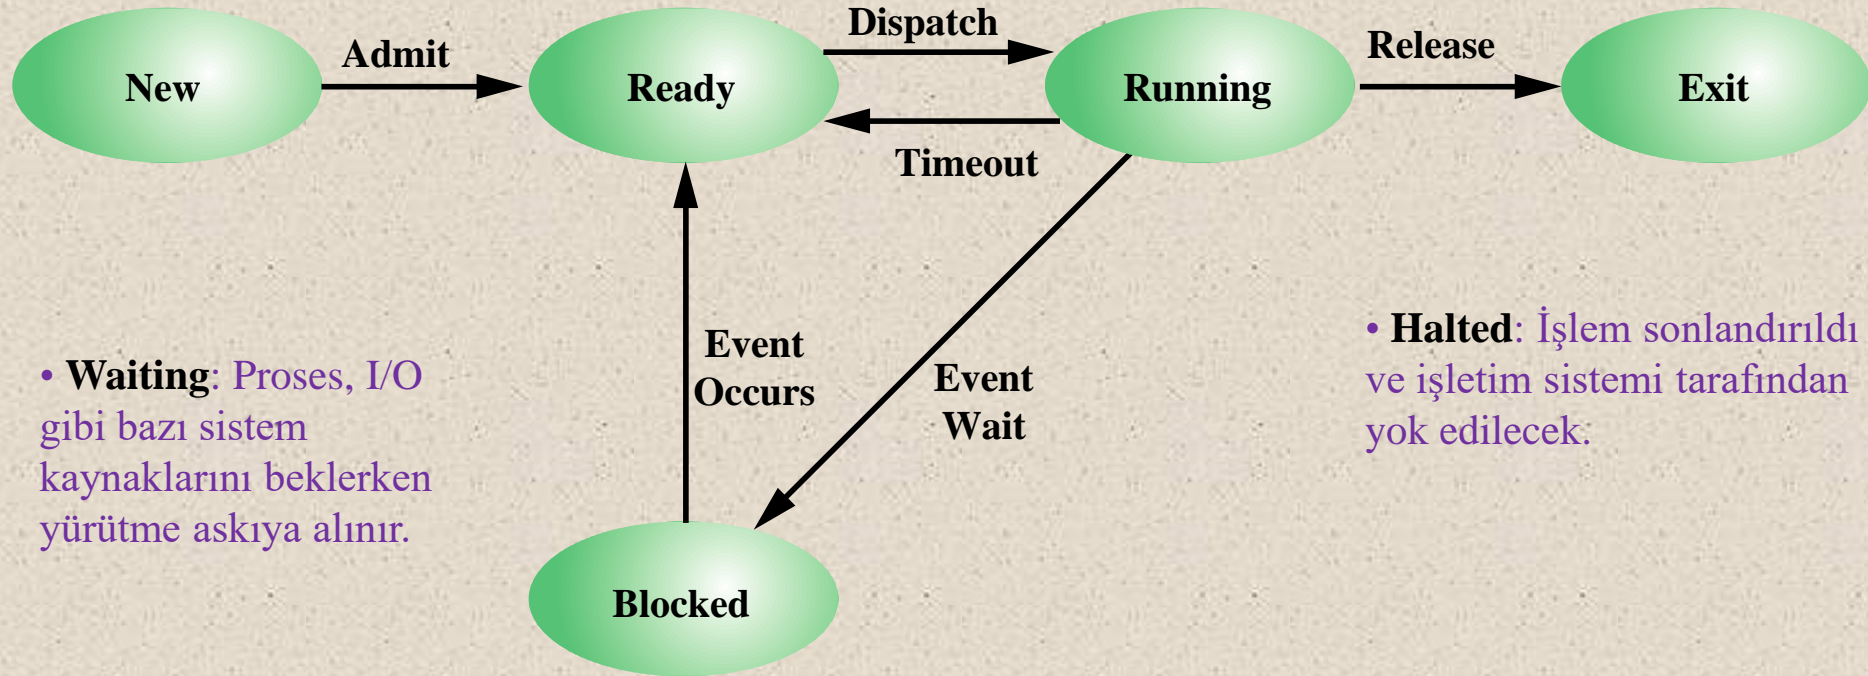 New
Admit
Ready
Dispatch
Timeout
Running
Release
Exit
• Waiting: Proses, I/O
gibi bazı sistem
kaynaklarını beklerken
yürütme askıya alınır.
Event
Occurs
Event
Wait
• Halted: İşlem sonlandırıldı
ve işletim sistemi tarafından
yok edilecek.
Blocked